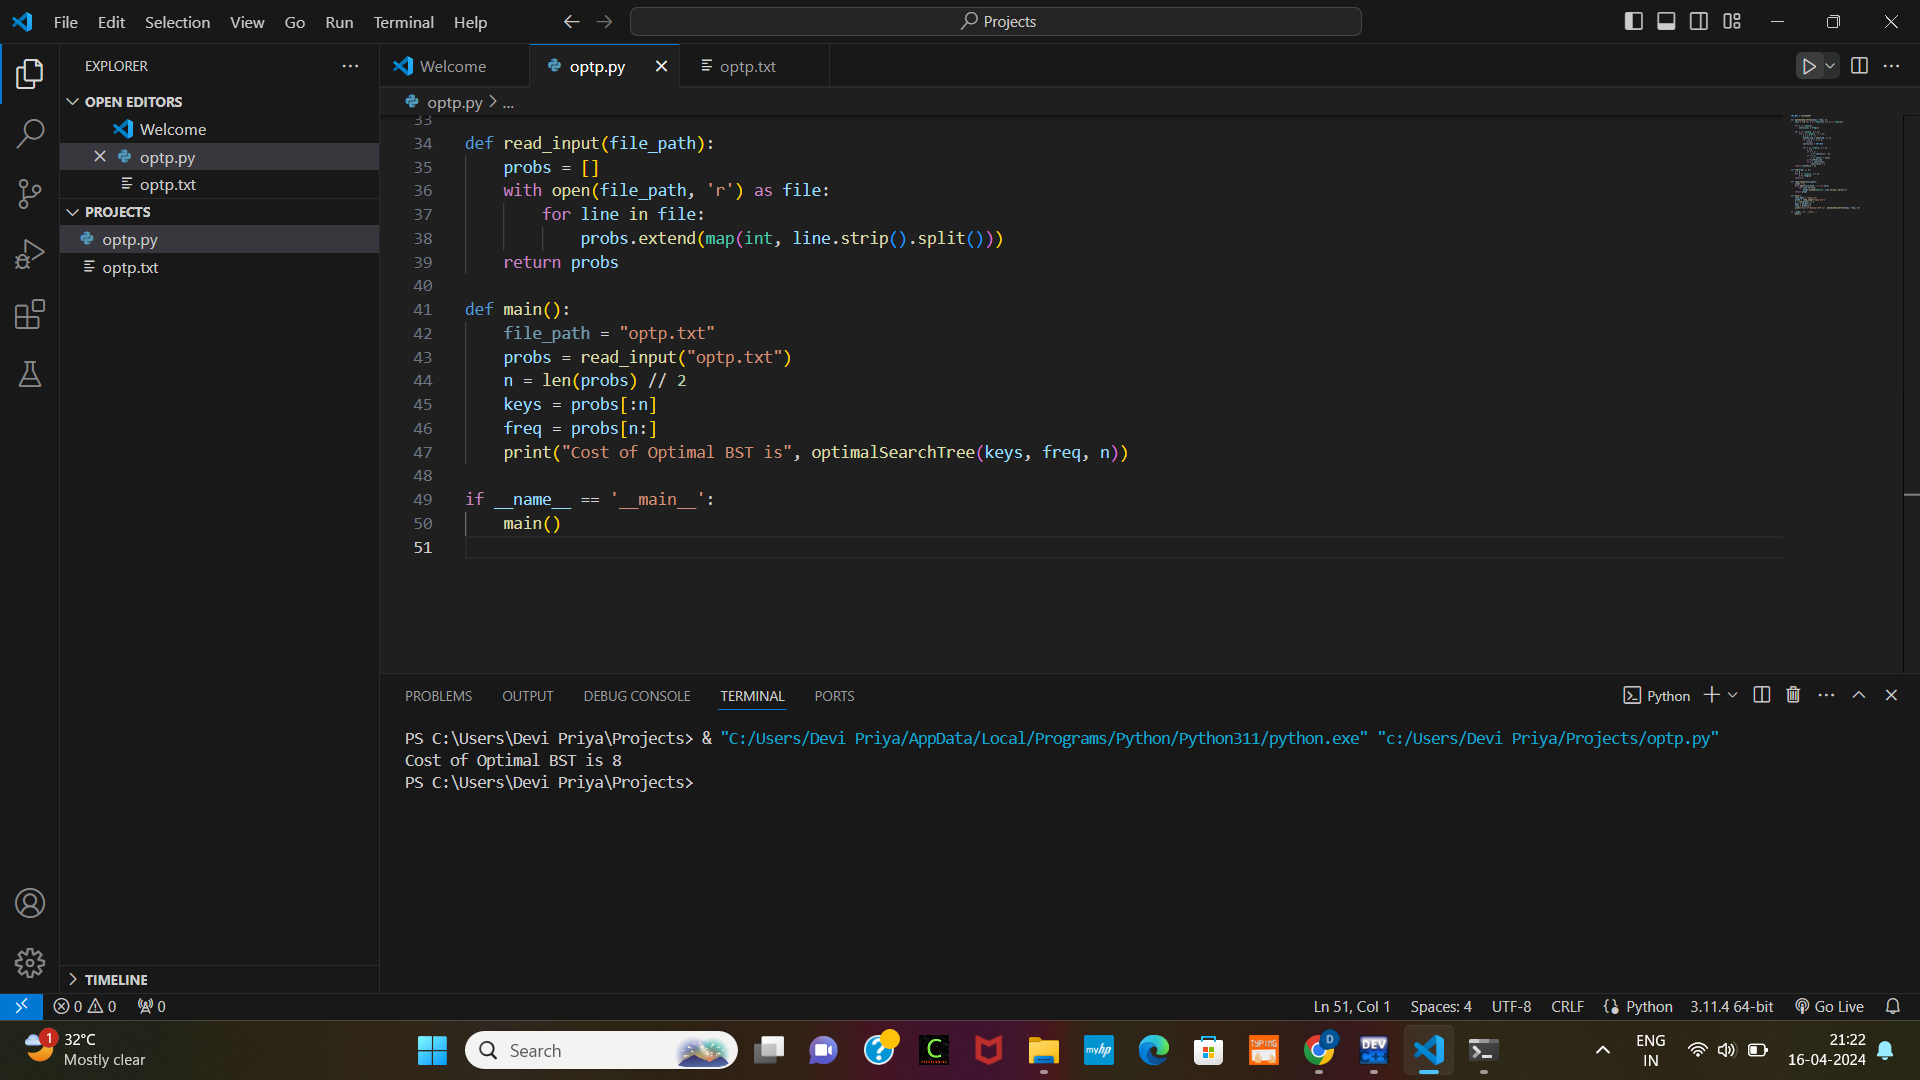 File Edit Selection View Go Run Terminal Help
Projects
EXPLORER
Welcome
optp.py
optp.txt
OPEN EDITORS
Welcome
optp.py
optp.txt
PROJECTS
optp.py
optp.txt
TIMELINE
optp.py > ...
33
34 def read_input(file_path):
35 probs = []
36 with open(file_path, 'r') as file:
37 for line in file:
38 probs.extend(map(int, line.strip().split()))
39 return probs
40
41 def main():
42 file_path = "optp.txt"
43 probs = read_input("optp.txt")
44 n = len(probs) // 2
45 keys = probs[:n]
46 freq = probs[n:]
47 print("Cost of Optimal BST is", optimalSearchTree(keys, freq, n))
48
49 if __name__ == '__main__':
50 main()
51
PROBLEMS OUTPUT DEBUG CONSOLE TERMINAL PORTS
Python
PS C:\Users\Devi Priya\Projects> & "C:/Users/Devi Priya/AppData/Local/Programs/Python/Python311/python.exe" "c:/Users/Devi Priya/Projects/optp.py"
Cost of Optimal BST is 8
PS C:\Users\Devi Priya\Projects>
0 0 0
Ln 51, Col 1 Spaces: 4 UTF-8 CRLF Python 3.11.4 64-bit Go Live
1
32°C
Mostly clear
Search
C
myhp
TYPING
D
DEV
C++
ENG
IN
21:22
16-04-2024